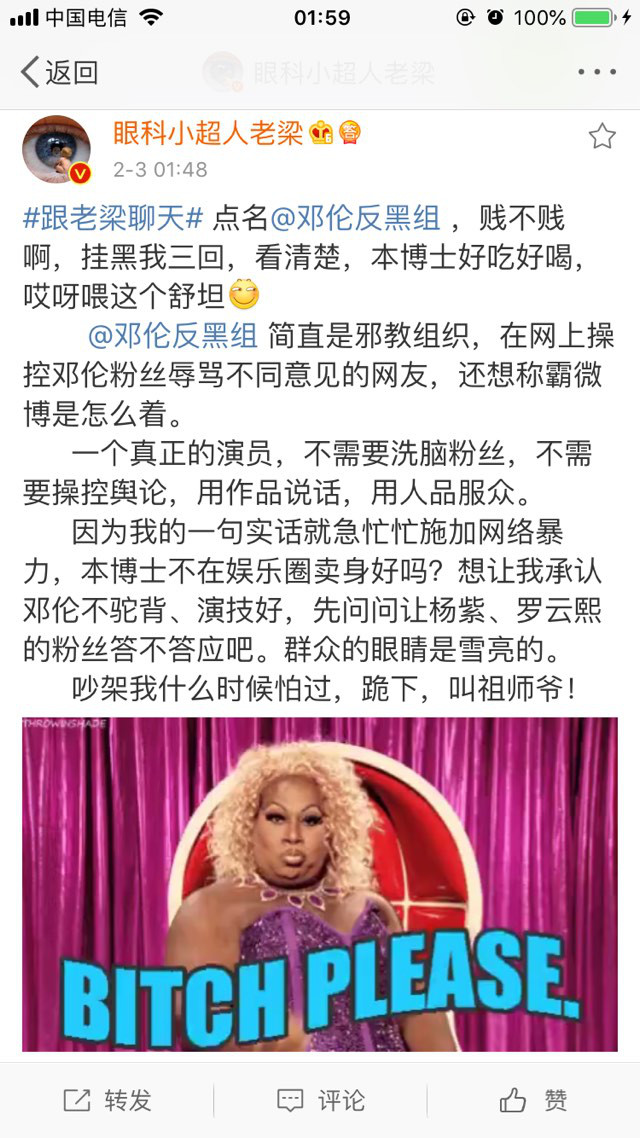 中国电信
01:59
100%
返回
眼科小超人老梁
眼科小超人老梁
2-3 01:48
#跟老梁聊天# 点名@邓伦反黑组 ，贱不贱
啊，挂黑我三回，看清楚，本博士好吃好喝，
哎呀喂这个舒坦
@邓伦反黑组 简直是邪教组织，在网上操
控邓伦粉丝辱骂不同意见的网友，还想称霸微
博是怎么着。
一个真正的演员，不需要洗脑粉丝，不需
要操控舆论，用作品说话，用人品服众。
因为我的一句实话就急忙忙施加网络暴
力，本博士不在娱乐圈卖身好吗？想让我承认
邓伦不驼背、演技好，先问问让杨紫、罗云熙
的粉丝答不答应吧。群众的眼睛是雪亮的。
吵架我什么时候怕过，跪下，叫祖师爷！
THROWINSHADE
BITCH PLEASE.
转发
评论
赞